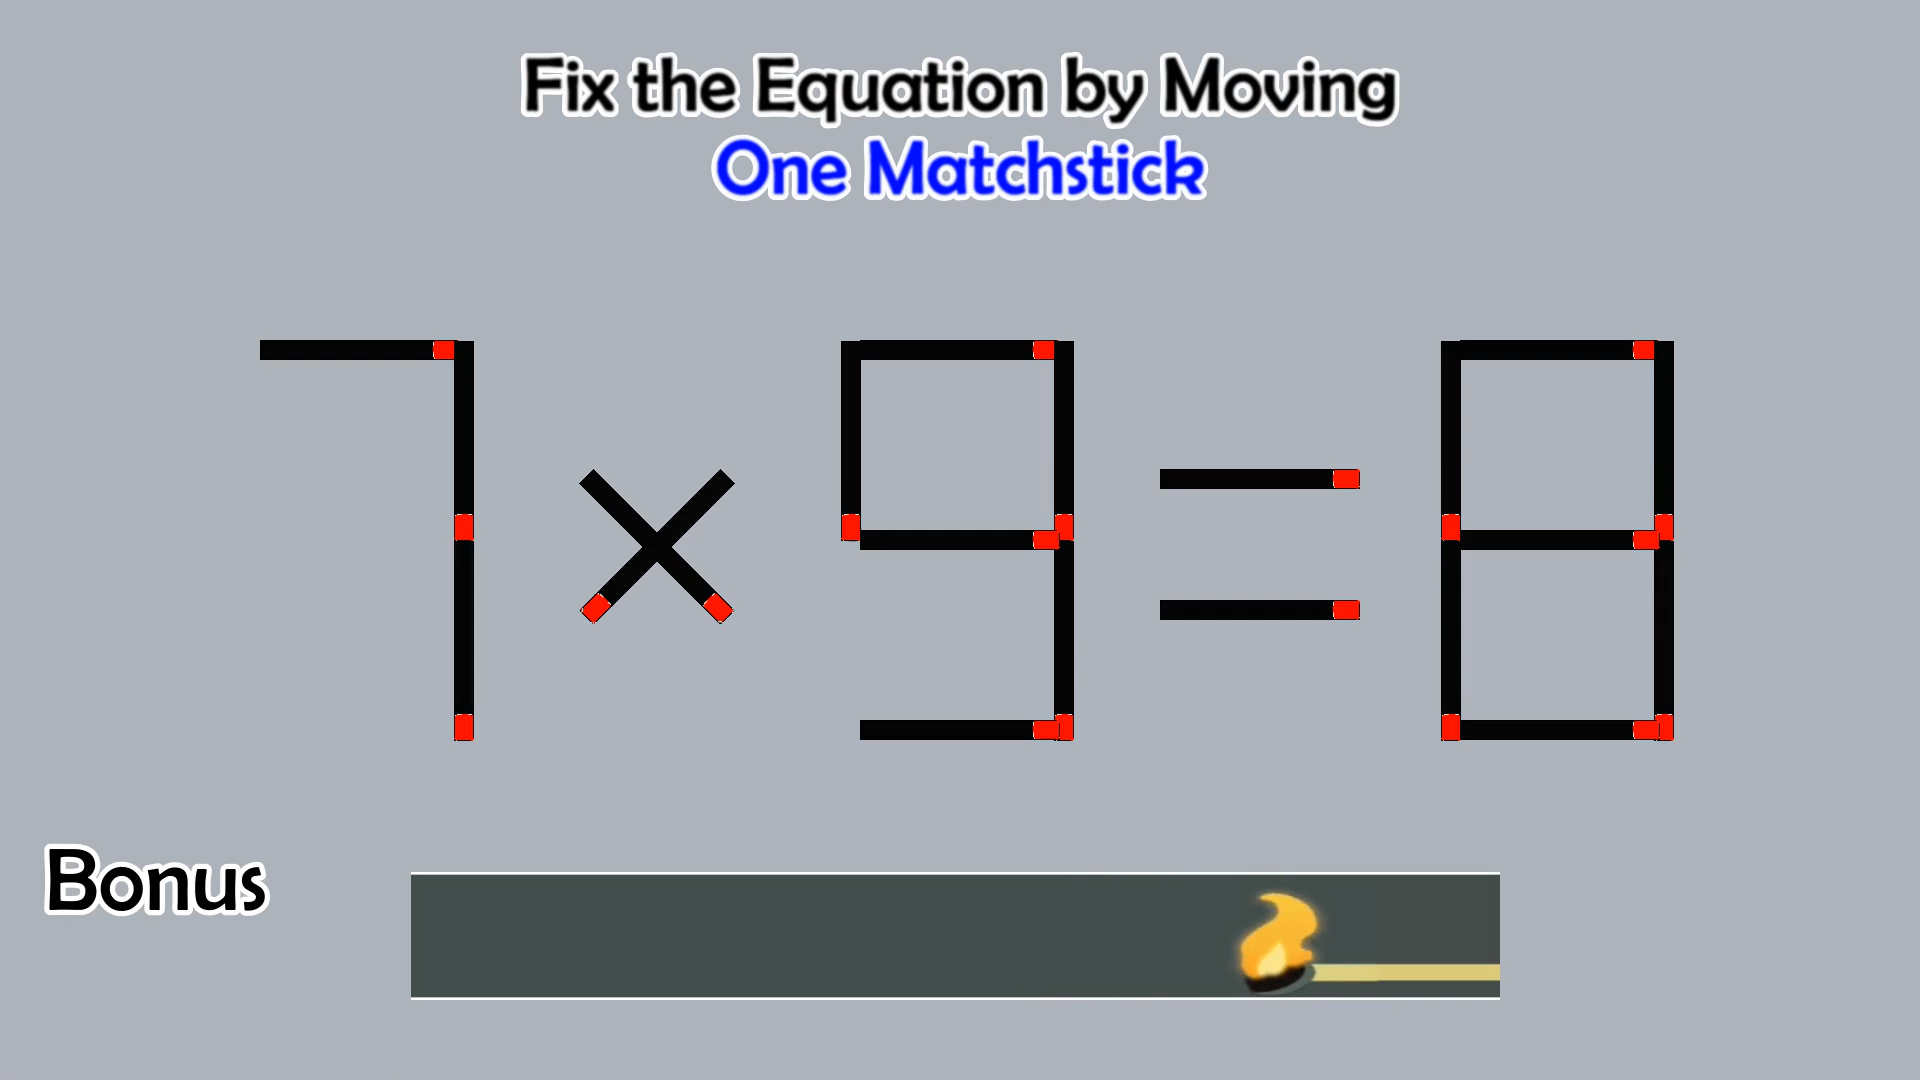 Fix the Equation by Moving
One Matchstick
7 × 9 = 8
Bonus